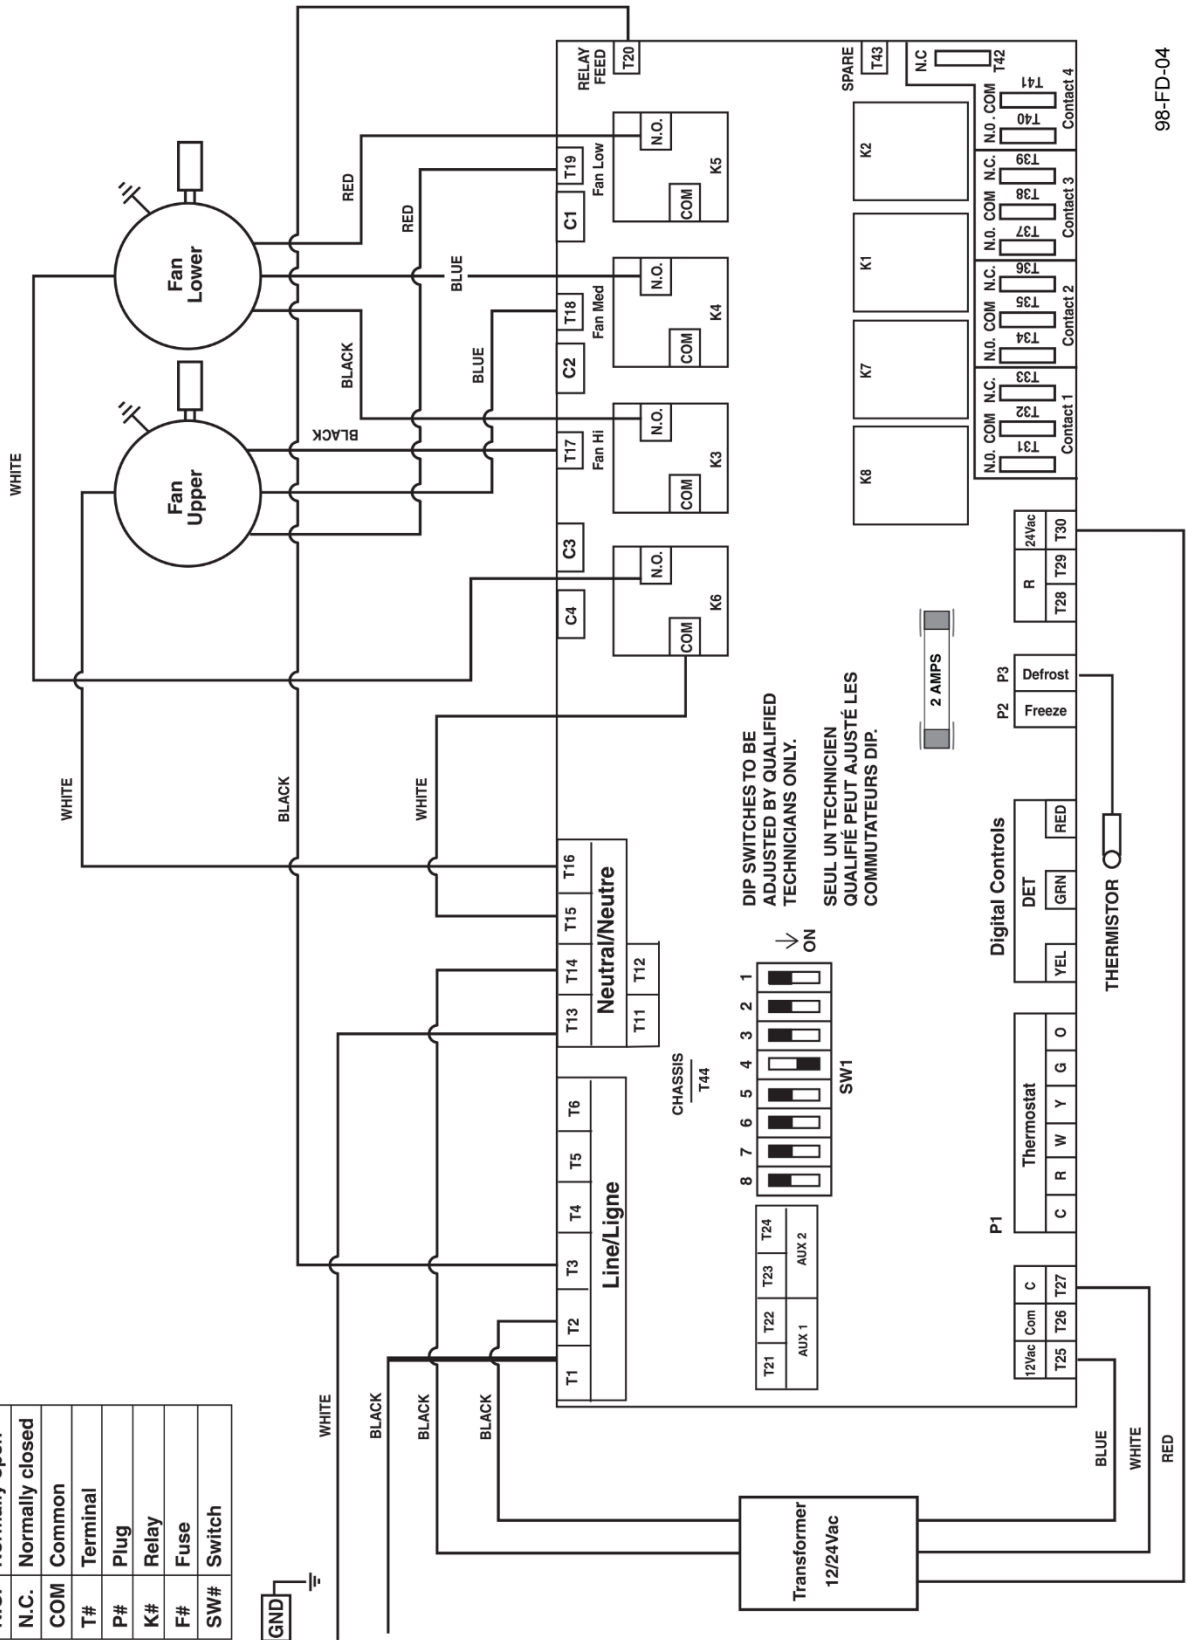 WHITE
Fan
Upper
Fan
Lower
BLACK
BLACK
RED
BLUE
RED
BLUE
WHITE
BLACK
WHITE
N.C. Normally closed
COM Common
T# Terminal
P# Plug
K# Relay
F# Fuse
SW# Switch
GND
WHITE
BLACK
BLACK
BLACK
T1 T2 T3 T4 T5 T6
Line/Ligne
T13 T14 T15 T16
Neutral/Neutre
T11 T12
C4 C3 T17 C2 T18 C1 T19
Fan Hi
Fan Med
Fan Low
RELAY
FEED
T20
COM N.O.
K6
COM N.O.
K3
COM N.O.
K4
COM N.O.
K5
CHASSIS
T44
T21 T22 T23 T24
AUX 1 AUX 2
8 7 6 5 4 3 2 1
ON
SW1
DIP SWITCHES TO BE
ADJUSTED BY QUALIFIED
TECHNICIANS ONLY.
SEUL UN TECHNICIEN
QUALIFIÉ PEUT AJUSTÉ LES
COMMUTATEURS DIP.
2 AMPS
K8
K7
K1
K2
SPARE
T43
N.C
T42
N.O. COM N.C.
T31 T32 T33
Contact 1
N.O. COM N.C.
T34 T35 T36
Contact 2
N.O. COM N.C.
T37 T38 T39
Contact 3
N.O . COM
T40 T41
Contact 4
Transformer
12/24Vac
12Vac Com C
T25 T26 T27
P1
Thermostat
C R W Y G O
Digital Controls
DET
YEL GRN RED
P2 P3
Freeze Defrost
R 24Vac
T28 T29 T30
BLUE
WHITE
RED
THERMISTOR
98-FD-04